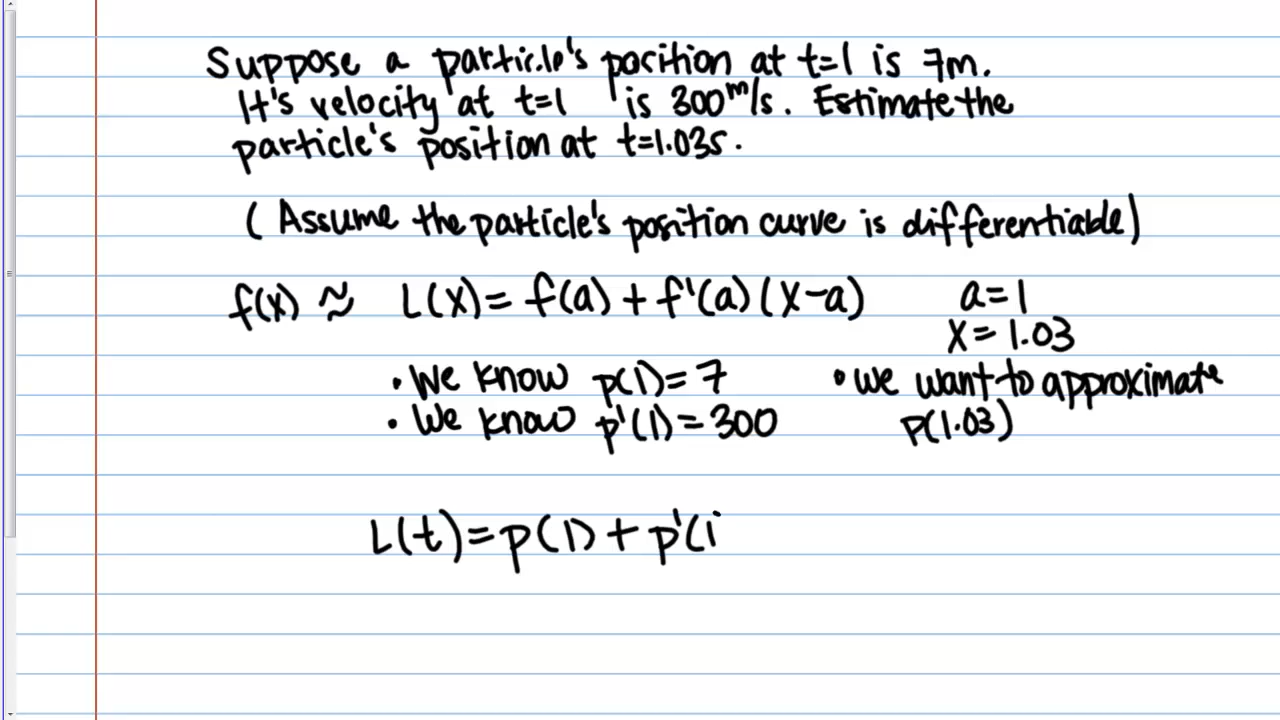 Suppose a particle's position at t=1 is 7m.
It's velocity at t=1 is 300 m/s. Estimate the
particle's position at t=1.03s.
(Assume the particle's position curve is differentiable)
f(x) ≈ L(x) = f(a) + f'(a)(x-a)
a=1
x=1.03
• We know p(1)=7
• We know p'(1)=300
• we want to approximate
p(1.03)
L(t)=p(1)+p'(1